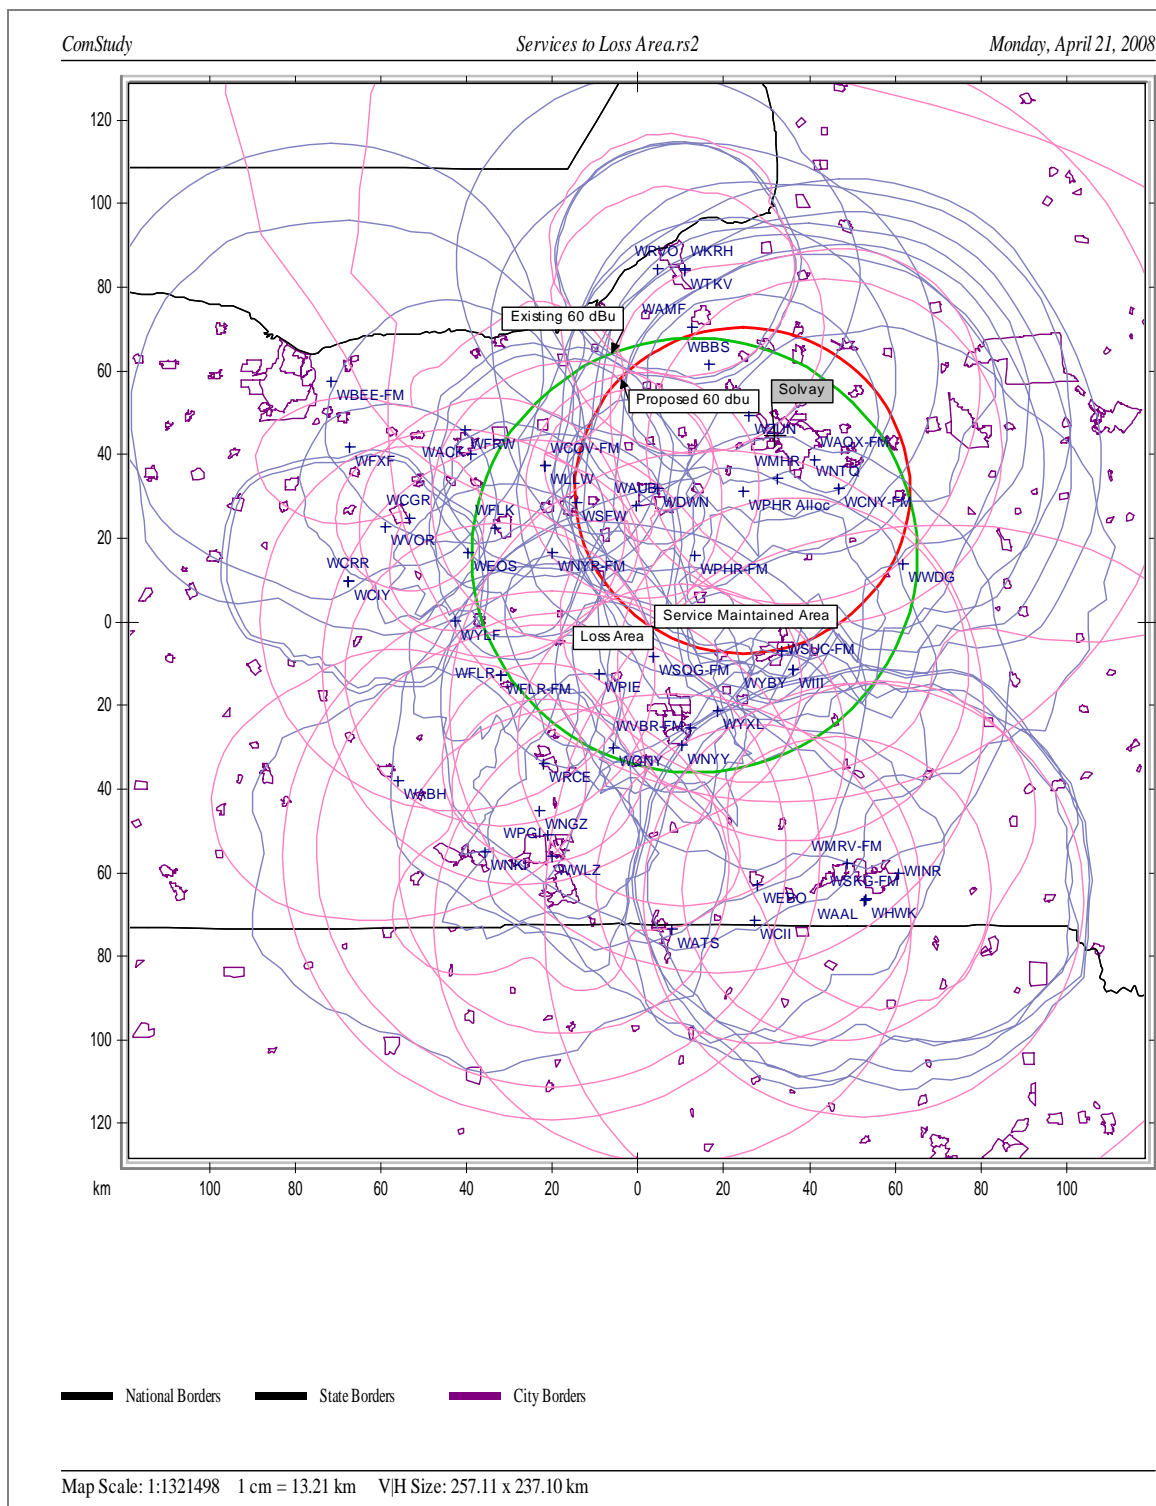 ComStudy
Services to Loss Area.rs2
Monday, April 21, 2008
120
100
80
60
40
20
0
20
40
60
80
100
120
WRVO
WKRH
WTKV
WAMF
Existing 60 dBu
WBBS
Proposed 60 dbu
Solvay
WBEE-FM
WZUN
WFRW
WACK
WCOV-FM
WAQX-FM
WFXF
WMHR
WNTQ
WLLW
WAUB
WDWN
WPHR Alloc
WCNY-FM
WCGR
WFLK
WSFW
WVOR
WCRR
WEOS
WNYR-FM
WPHR-FM
WWDG
WCIY
Service Maintained Area
WYLF
Loss Area
WSUC-FM
WFLR
WSQG-FM
WYBY
WIII
WFLR-FM
WPIE
WVBR-FM
WYXL
WQNY
WNYY
WRCE
WABH
WNGZ
WPGI
WMRV-FM
WNKI
WWLZ
WSKG-FM
WINR
WEBO
WAAL
WHWK
WCII
WATS
km
100
80
60
40
20
0
20
40
60
80
100
National Borders
State Borders
City Borders
Map Scale: 1:1321498 1 cm = 13.21 km V|H Size: 257.11 x 237.10 km